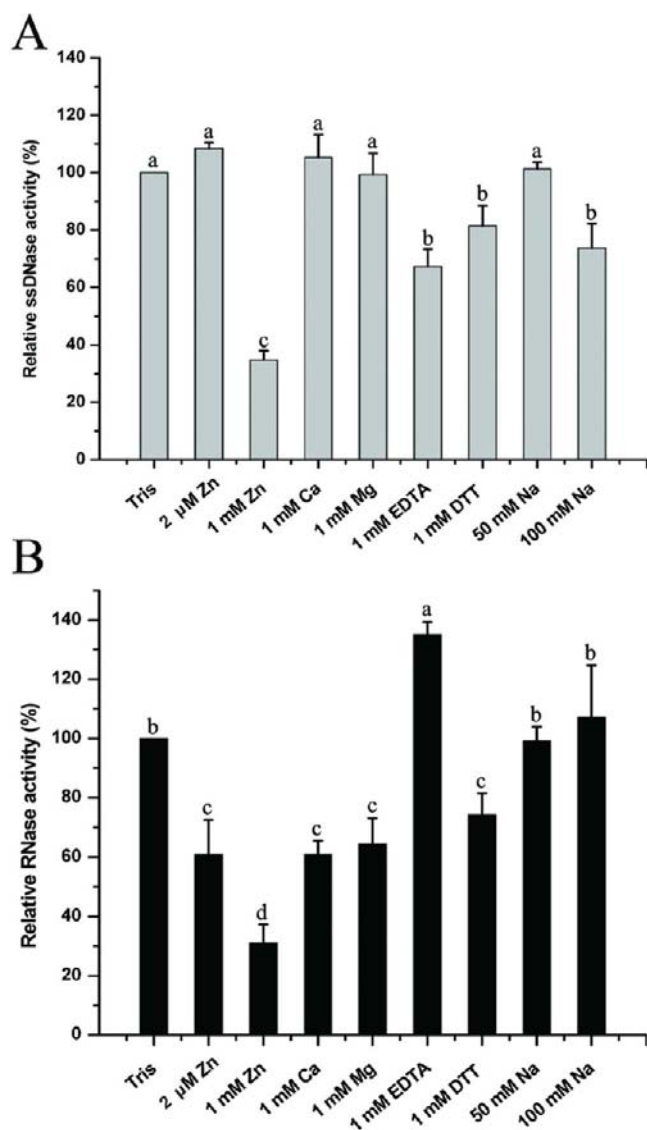 A
Relative ssDNase activity (%)
140
120
100
80
60
40
20
0
a
a
c
a
a
b
b
a
b
Tris
2 µM Zn
1 mM Zn
1 mM Ca
1 mM Mg
1 mM EDTA
1 mM DTT
50 mM Na
100 mM Na
B
Relative RNase activity (%)
140
120
100
80
60
40
20
0
b
c
d
c
c
a
c
b
b
Tris
2 µM Zn
1 mM Zn
1 mM Ca
1 mM Mg
1 mM EDTA
1 mM DTT
50 mM Na
100 mM Na